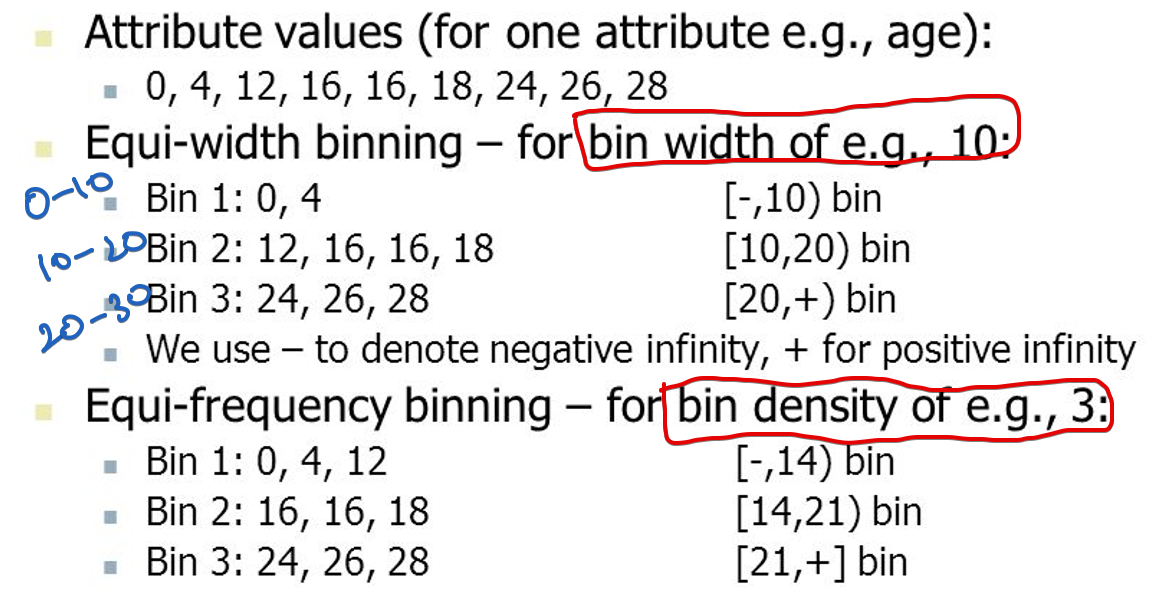 Attribute values (for one attribute e.g., age):
0, 4, 12, 16, 16, 18, 24, 26, 28
Equi-width binning – for bin width of e.g., 10:
0-10 Bin 1: 0, 4 [-,10) bin
10-20 Bin 2: 12, 16, 16, 18 [10,20) bin
20-30 Bin 3: 24, 26, 28 [20,+) bin
We use – to denote negative infinity, + for positive infinity
Equi-frequency binning – for bin density of e.g., 3:
Bin 1: 0, 4, 12 [-,14) bin
Bin 2: 16, 16, 18 [14,21) bin
Bin 3: 24, 26, 28 [21,+] bin